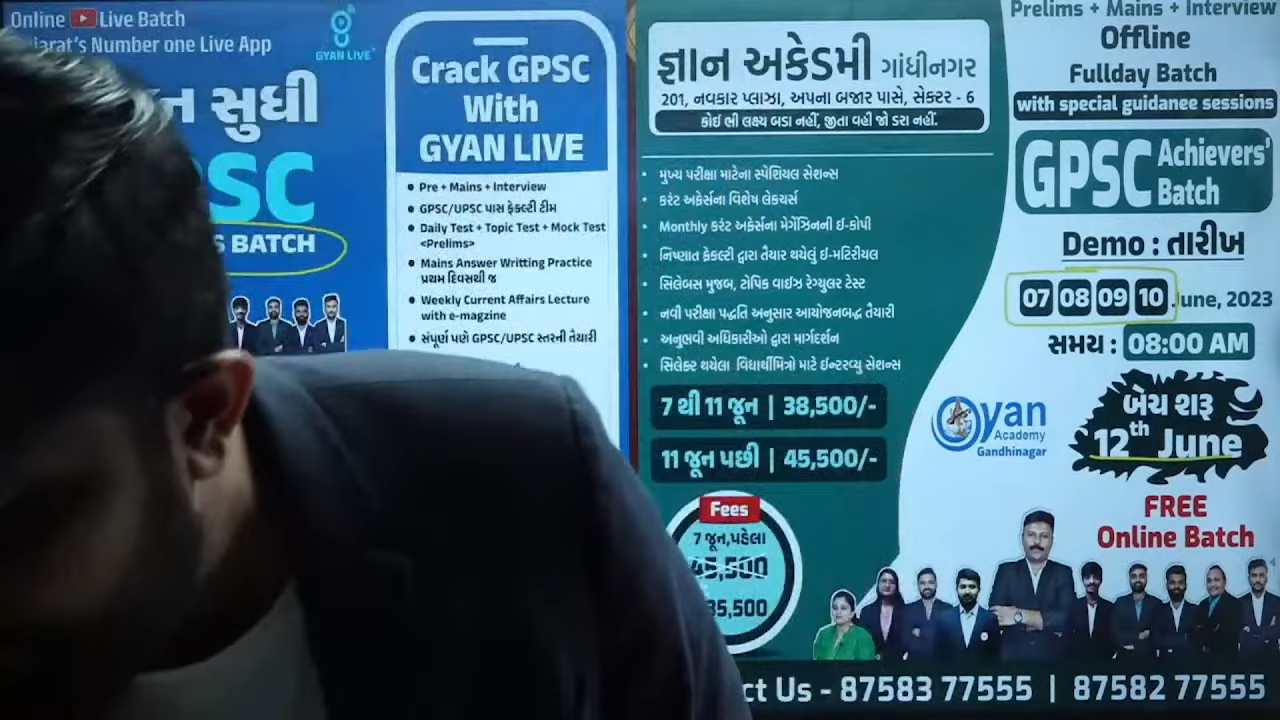 Online Live Batch
Gujarat's Number one Live App
GYAN LIVE
સુધી
BATCH
Crack GPSC
With
GYAN LIVE
Pre + Mains + Interview
GPSC/UPSC પાસ ફેકલ્ટી ટીમ
Daily Test + Topic Test + Mock Test
<Prelims>
Mains Answer Writting Practice
પ્રથમ દિવસથી જ
Weekly Current Affairs Lecture
with e-magzine
સંપૂર્ણ પણે GPSC/UPSC સ્તરની તૈયારી
જ્ઞાન અકેડમી ગાંધીનગર
201, નવકાર પ્લાઝા, અપના બજાર પાસે, સેક્ટર - 6
કોઈ ભી લક્ષ્ય બડા નહીં, જીતા વહી જો ડરા નહીં.
મુખ્ય પરીક્ષા માટેના સ્પેશિયલ સેશન્સ
કરંટ અફેર્સના વિશેષ લેકચર્સ
Monthly કરંટ અફેર્સના મેગેઝિનની ઈ-કોપી
નિષ્ણાત ફેકલ્ટી દ્વારા તૈયાર થયેલું ઈ-મટિરીયલ
સિલેબસ મુજબ, ટોપિક વાઈઝ રેગ્યુલર ટેસ્ટ
નવી પરીક્ષા પદ્ધતિ અનુસાર આયોજનબદ્ધ તૈયારી
અનુભવી અધિકારીઓ દ્વારા માર્ગદર્શન
સિલેક્ટ થયેલા વિદ્યાર્થીમિત્રો માટે ઈન્ટરવ્યુ સેશન્સ
7 થી 11 જૂન | 38,500/-
11 જૂન પછી | 45,500/-
Fees
7 જૂન,પહેલા
45,500
35,500
Prelims + Mains + Interview
Offline
Fullday Batch
with special guidanee sessions
GPSC Achievers'
Batch
Demo : તારીખ
07 08 09 10 June, 2023
સમય : 08:00 AM
Gyan
Academy
Gandhinagar
બેચ શરૂ
12th June
FREE
Online Batch
Us - 87583 77555 | 87582 77555